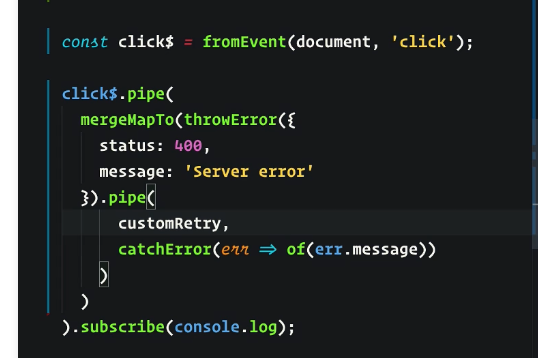 const click$ = fromEvent(document, 'click');
click$.pipe(
mergeMapTo(throwError({
status: 400,
message: 'Server error'
}).pipe(
customRetry,
catchError(err => of(err.message))
)
)
).subscribe(console.log);